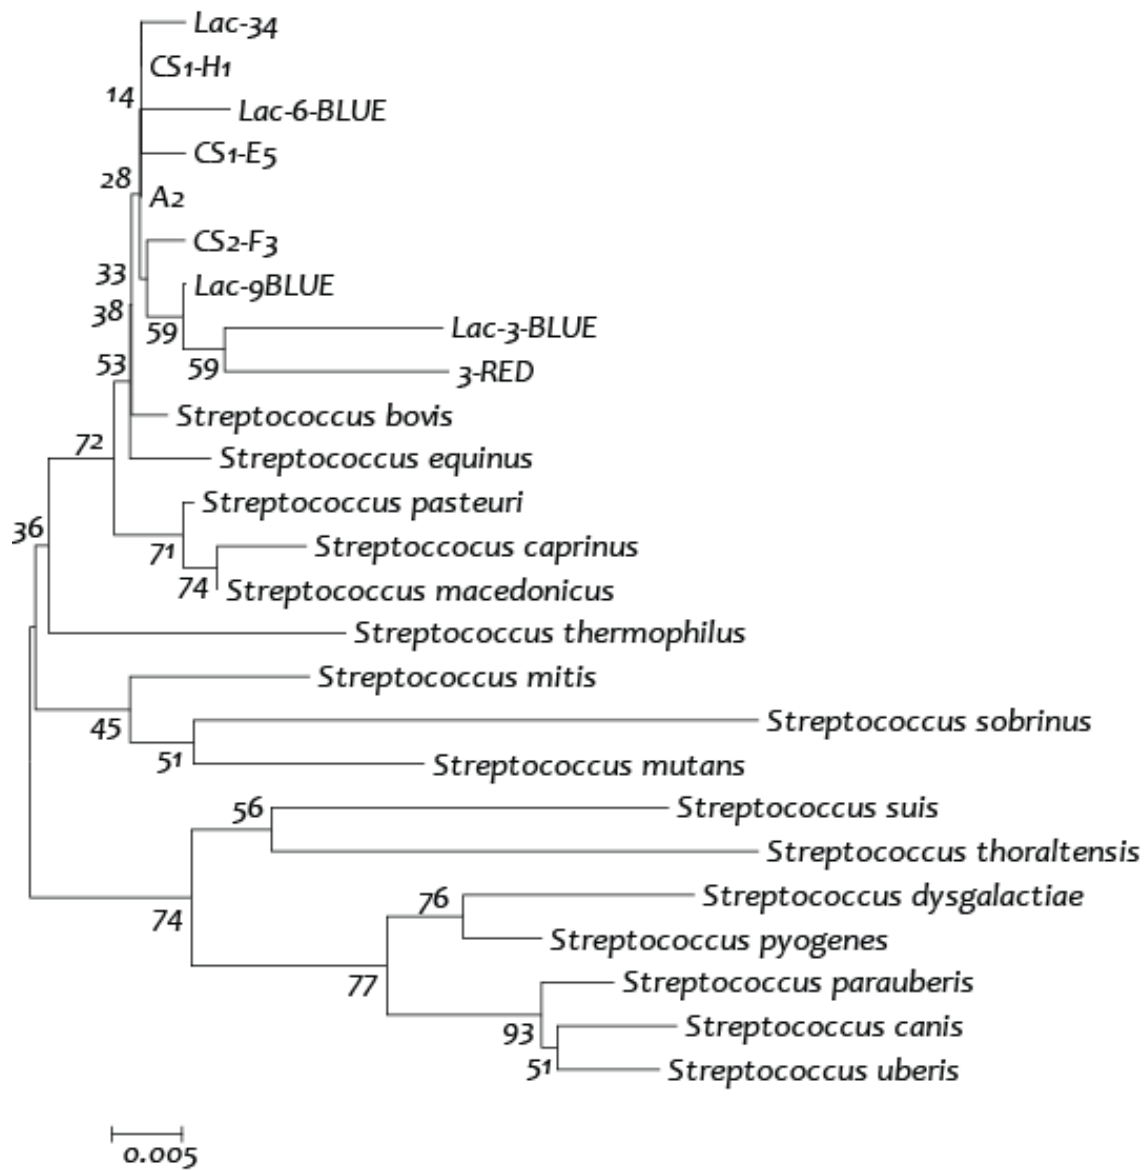 Lac-34
CS1-H1
14
Lac-6-BLUE
CS1-E5
28
A2
CS2-F3
33
Lac-9BLUE
38
59
Lac-3-BLUE
53
59
3-RED
Streptococcus bovis
72
Streptococcus equinus
Streptococcus pasteuri
36
71
Streptoccocus caprinus
74
Streptococcus macedonicus
Streptococcus thermophilus
Streptococcus mitis
45
Streptococcus sobrinus
51
Streptococcus mutans
56
Streptococcus suis
Streptococcus thoraltensis
76
Streptococcus dysgalactiae
74
Streptococcus pyogenes
77
Streptococcus parauberis
93
Streptococcus canis
51
Streptococcus uberis
0.005